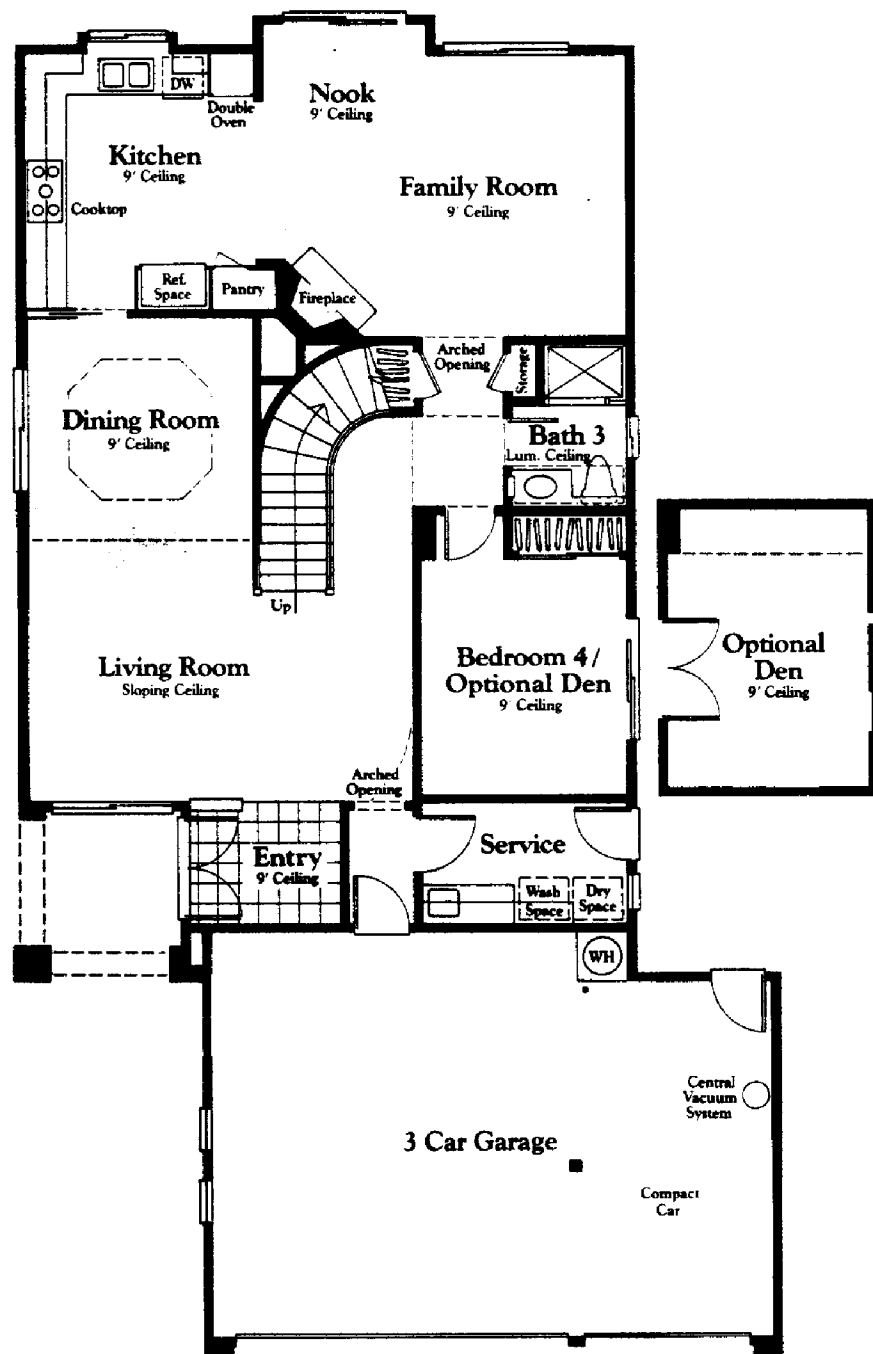 Nook
9' Ceiling
DW
Double
Oven
Kitchen
9' Ceiling
Family Room
9' Ceiling
Cooktop
Ref.
Space
Pantry
Fireplace
Arched
Opening
Storage
Dining Room
9' Ceiling
Bath 3
Lum. Ceiling
Up
Living Room
Sloping Ceiling
Bedroom 4/
Optional Den
9' Ceiling
Optional
Den
9' Ceiling
Arched
Opening
Entry
9' Ceiling
Service
Wash
Space
Dry
Space
WH
Central
Vacuum
System
3 Car Garage
Compact
Car